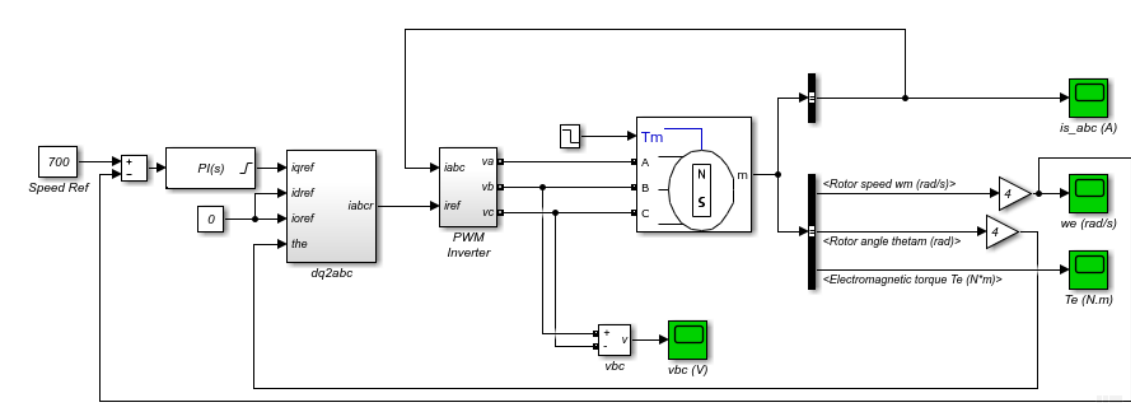 is_abc (A)
700
+
−
Speed Ref
PI(s)
0
iqref
idref
ioref
the
iabcr
dq2abc
iabc
iref
va
vb
vc
PWM
Inverter
Tm
A
B
C
N
S
m
<Rotor speed wm (rad/s)>
4
we (rad/s)
<Rotor angle thetam (rad)>
4
<Electromagnetic torque Te (N*m)>
Te (N.m)
+
-
v
vbc
vbc (V)